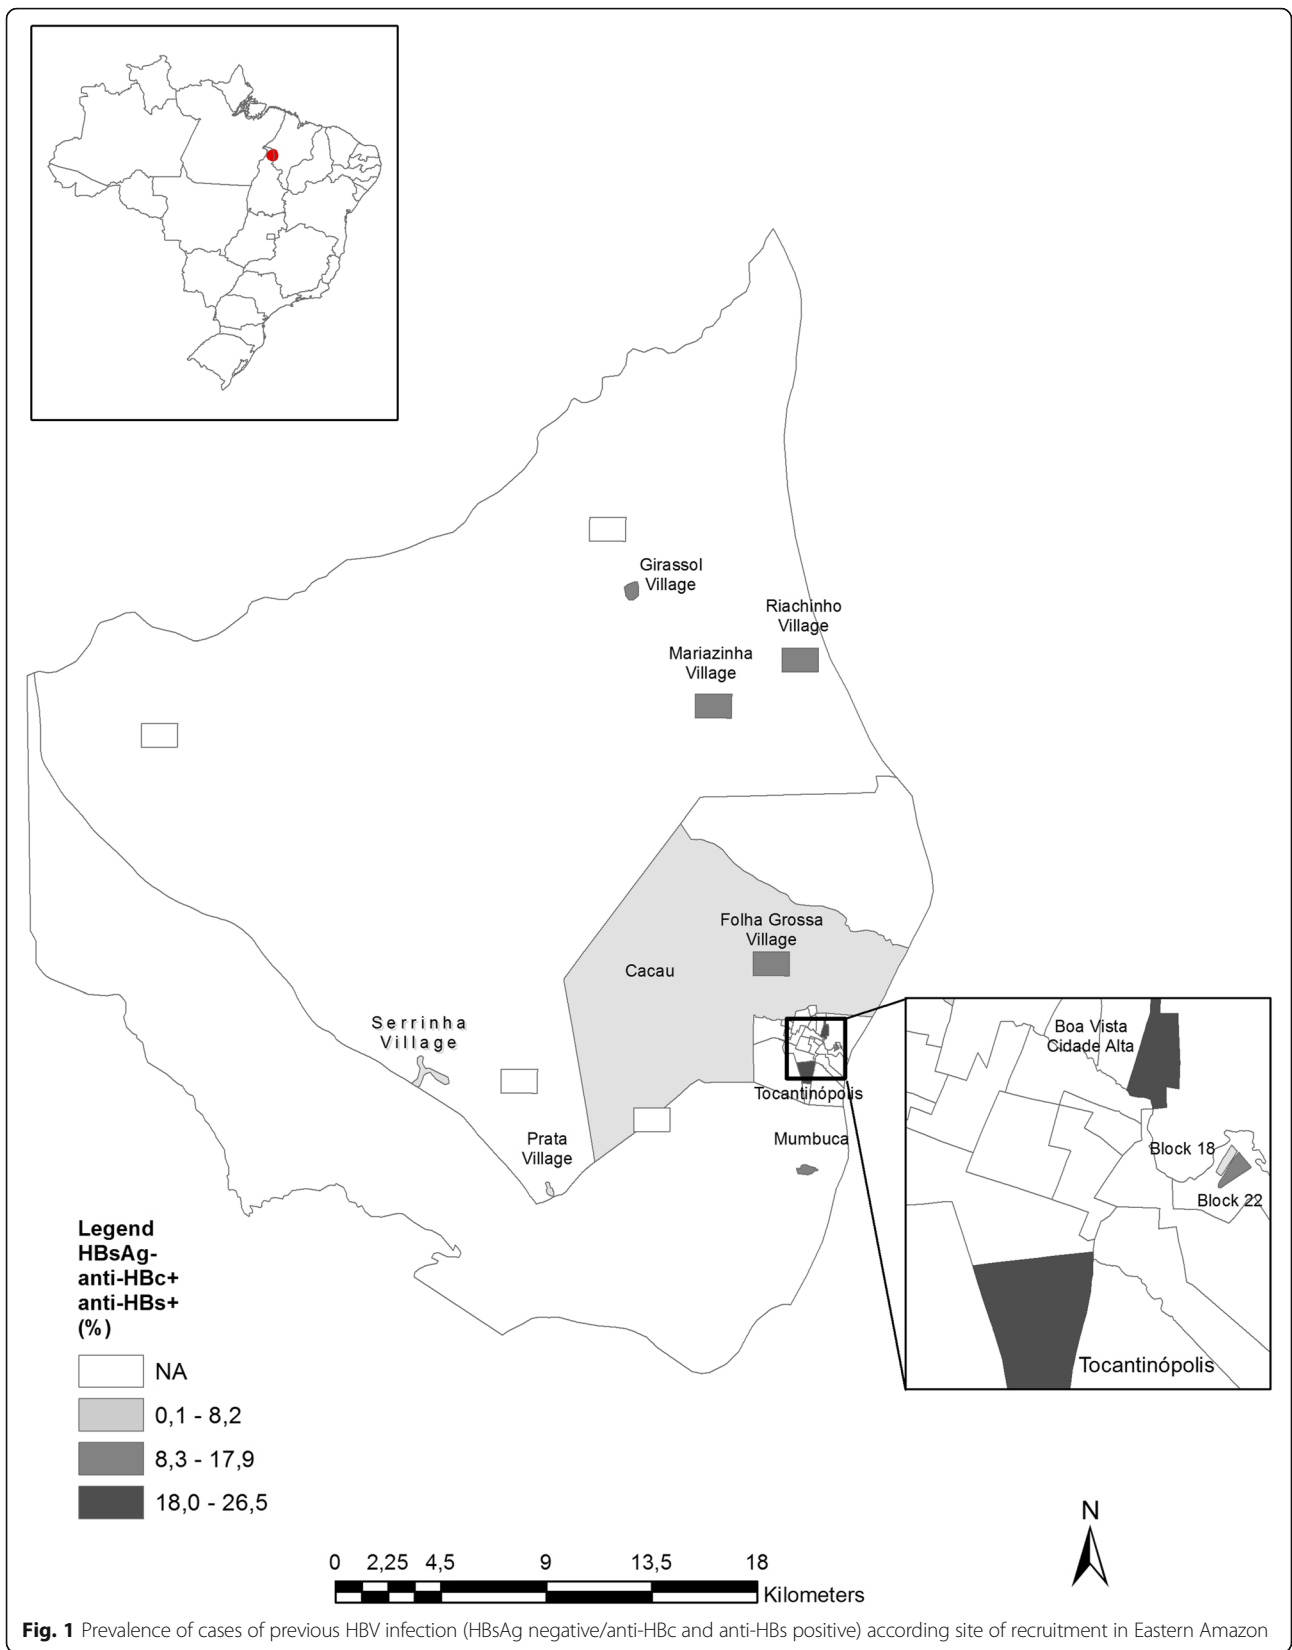 Girassol
Village
Riachinho
Village
Mariazinha
Village
Folha Grossa
Village
Cacau
Serrinha
Village
Boa Vista
Cidade Alta
Tocantinópolis
Block 18
Prata
Village
Mumbuca
Block 22
Tocantinópolis
Legend
HBsAg-
anti-HBc+
anti-HBs+
(%)
NA
0,1 - 8,2
8,3 - 17,9
18,0 - 26,5
N
0 2,25 4,5 9 13,5 18
Kilometers
Fig. 1 Prevalence of cases of previous HBV infection (HBsAg negative/anti-HBc and anti-HBs positive) according site of recruitment in Eastern Amazon